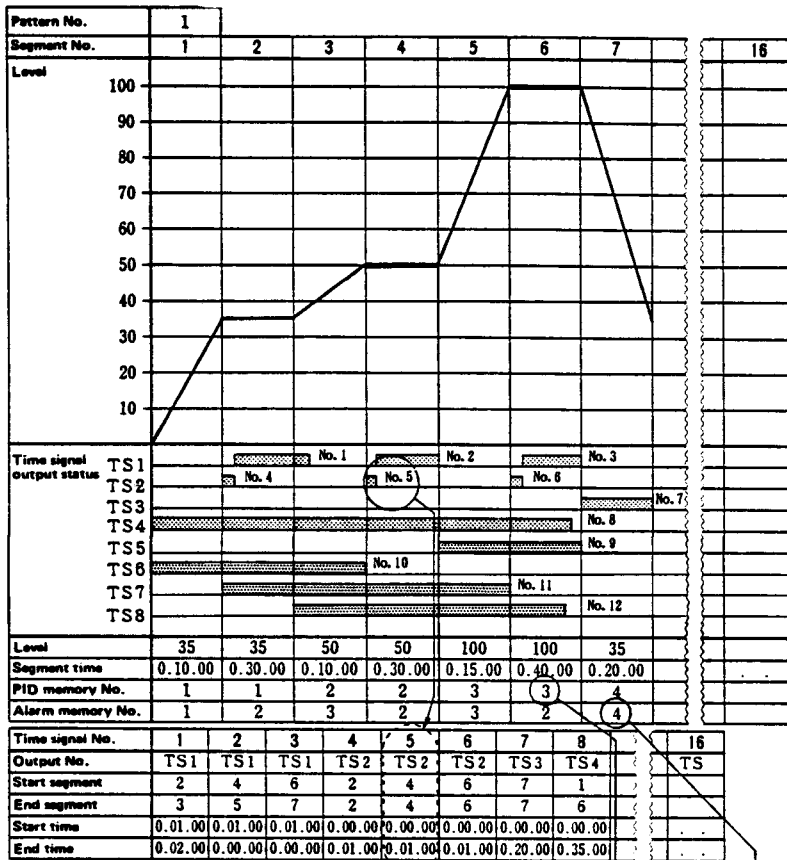 Pattern No. 1
Segment No. 1 2 3 4 5 6 7 16
Level
100
90
80
70
60
50
40
30
20
10
Time signal output status
TS1 No. 1 No. 2 No. 3
TS2 No. 4 No. 5 No. 6
TS3 No. 7
TS4 No. 8
TS5 No. 9
TS6 No. 10
TS7 No. 11
TS8 No. 12
Level 35 35 50 50 100 100 35
Segment time 0.10.00 0.30.00 0.10.00 0.30.00 0.15.00 0.40.00 0.20.00 . .
PID memory No. 1 1 2 2 3 3 4
Alarm memory No. 1 2 3 2 3 2 4
Time signal No. 1 2 3 4 5 6 7 8 16
Output No. TS1 TS1 TS1 TS2 TS2 TS2 TS3 TS4 TS
Start segment 2 4 6 2 4 6 7 1
End segment 3 5 7 2 4 6 7 6
Start time 0.01.00 0.01.00 0.01.00 0.00.00 0.00.00 0.00.00 0.00.00 0.00.00 . .
End time 0.02.00 0.00.00 0.00.00 0.01.00 0.01.00 0.01.00 0.20.00 0.35.00 . .